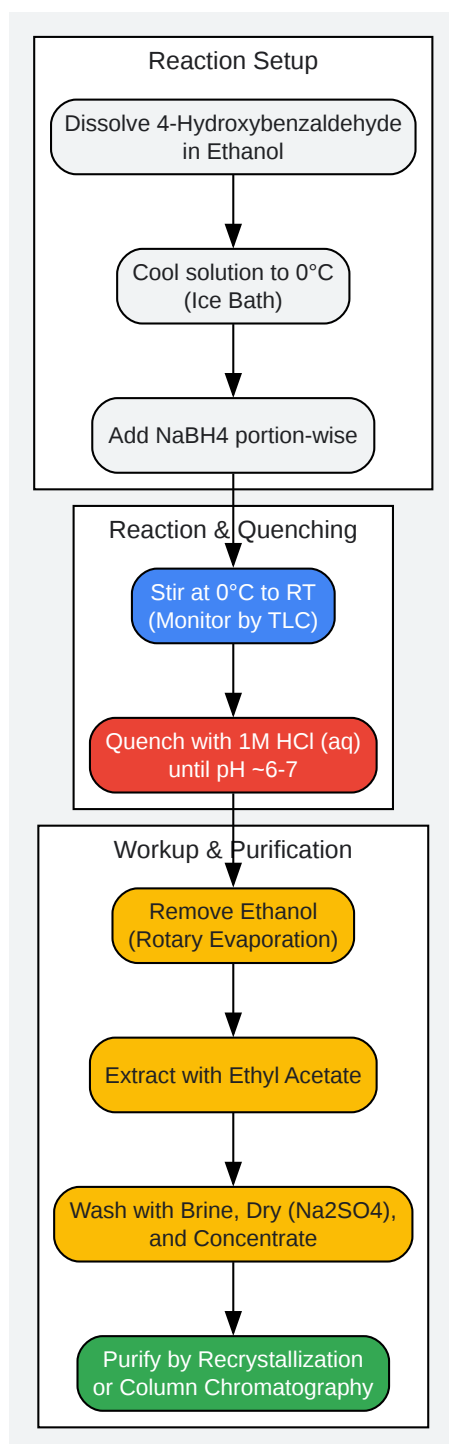 Reaction Setup
Dissolve 4-Hydroxybenzaldehyde
in Ethanol
Cool solution to 0°C
(Ice Bath)
Add NaBH4 portion-wise
Reaction & Quenching
Stir at 0°C to RT
(Monitor by TLC)
Quench with 1M HCl (aq)
until pH ~6-7
Workup & Purification
Remove Ethanol
(Rotary Evaporation)
Extract with Ethyl Acetate
Wash with Brine, Dry (Na2SO4),
and Concentrate
Purify by Recrystallization
or Column Chromatography